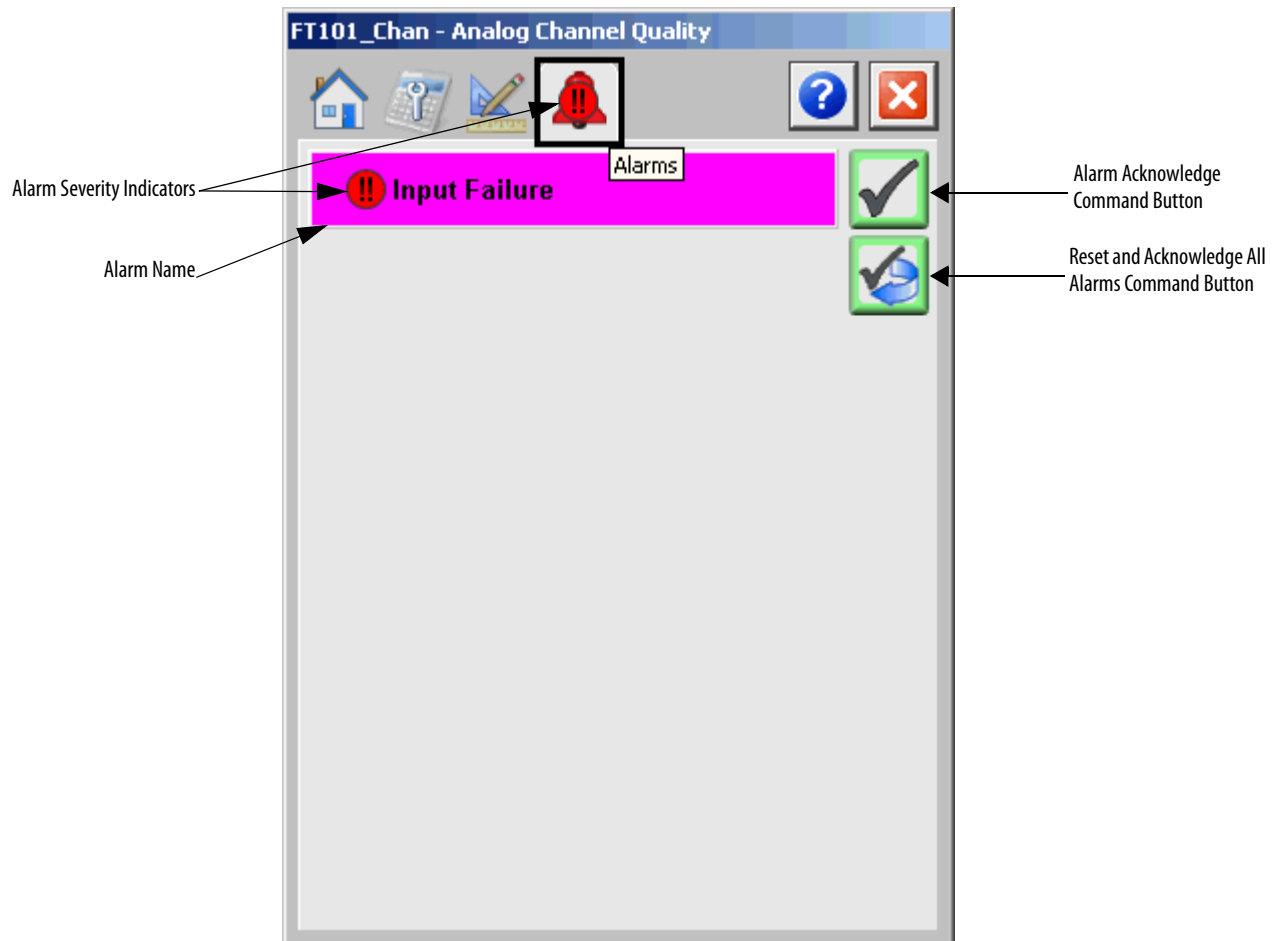 FT101_Chan - Analog Channel Quality
?
!!
Alarms
Alarm Severity Indicators
!! Input Failure
Alarm Acknowledge
Command Button
Alarm Name
Reset and Acknowledge All
Alarms Command Button